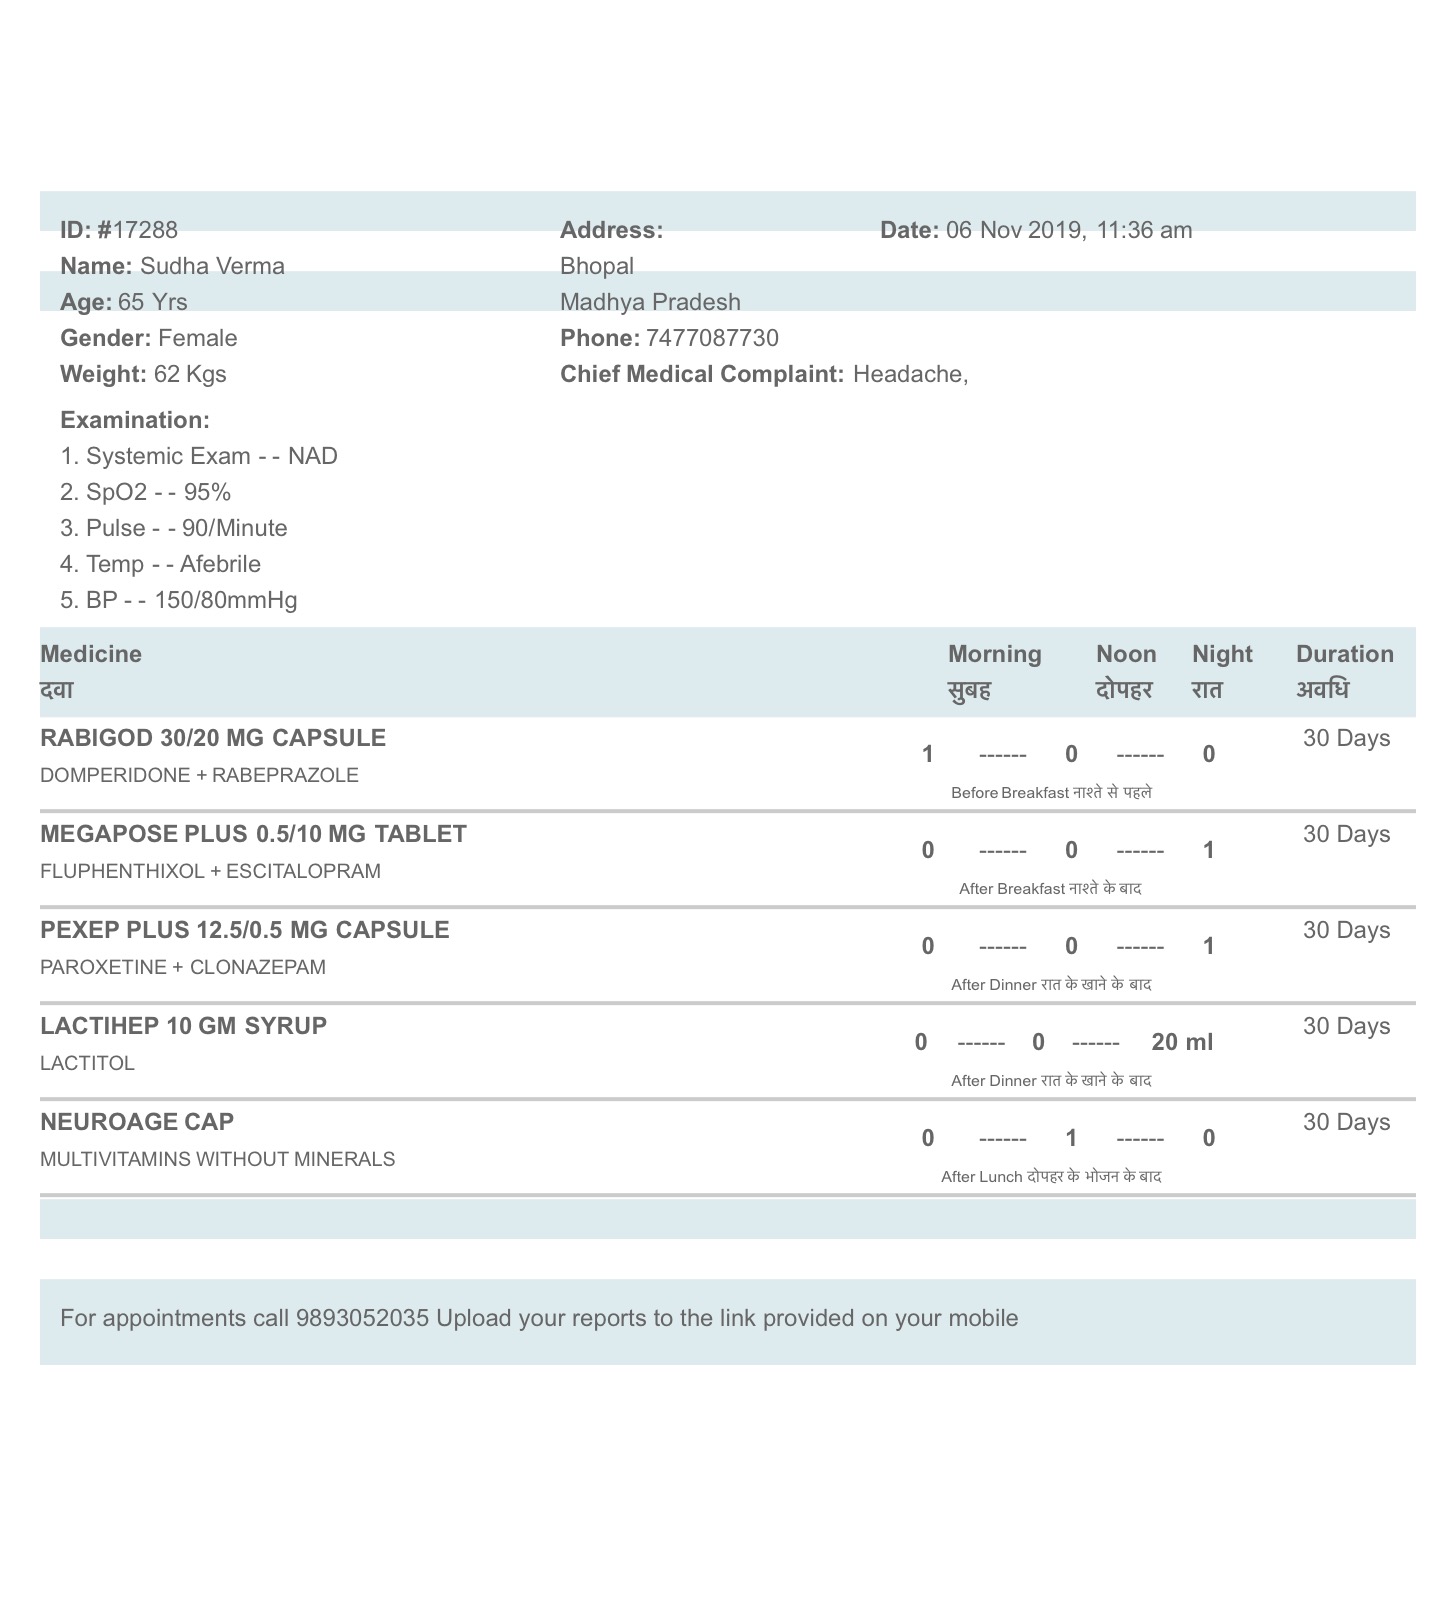 ID: #17288 Address: Date: 06 Nov 2019, 11:36 am
Name: Sudha Verma Bhopal
Age: 65 Yrs Madhya Pradesh
Gender: Female Phone: 7477087730
Weight: 62 Kgs Chief Medical Complaint: Headache,
Examination:
1. Systemic Exam - - NAD
2. SpO2 - - 95%
3. Pulse - - 90/Minute
4. Temp - - Afebrile
5. BP - - 150/80mmHg
Medicine Morning Noon Night Duration
दवा सुबह दोपहर रात अवधि
RABIGOD 30/20 MG CAPSULE 30 Days
1 ------ 0 ------ 0
DOMPERIDONE + RABEPRAZOLE
Before Breakfast नाश्ते से पहले
MEGAPOSE PLUS 0.5/10 MG TABLET 30 Days
0 ------ 0 ------ 1
FLUPHENTHIXOL + ESCITALOPRAM
After Breakfast नाश्ते के बाद
PEXEP PLUS 12.5/0.5 MG CAPSULE 30 Days
0 ------ 0 ------ 1
PAROXETINE + CLONAZEPAM
After Dinner रात के खाने के बाद
LACTIHEP 10 GM SYRUP 30 Days
0 ------ 0 ------ 20 ml
LACTITOL
After Dinner रात के खाने के बाद
NEUROAGE CAP 30 Days
0 ------ 1 ------ 0
MULTIVITAMINS WITHOUT MINERALS
After Lunch दोपहर के भोजन के बाद
For appointments call 9893052035 Upload your reports to the link provided on your mobile